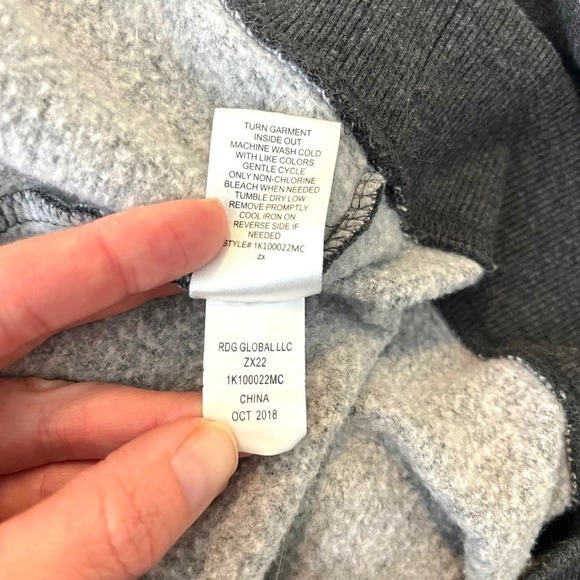 TURN GARMENT
INSIDE OUT
MACHINE WASH COLD
WITH LIKE COLORS
GENTLE CYCLE
ONLY NON-CHLORINE
BLEACH WHEN NEEDED
TUMBLE DRY LOW
REMOVE PROMPTLY
COOL IRON ON
REVERSE SIDE IF
NEEDED
STYLE# 1K100022MC
ZX
RDG GLOBAL LLC
ZX22
1K100022MC
CHINA
OCT 2018